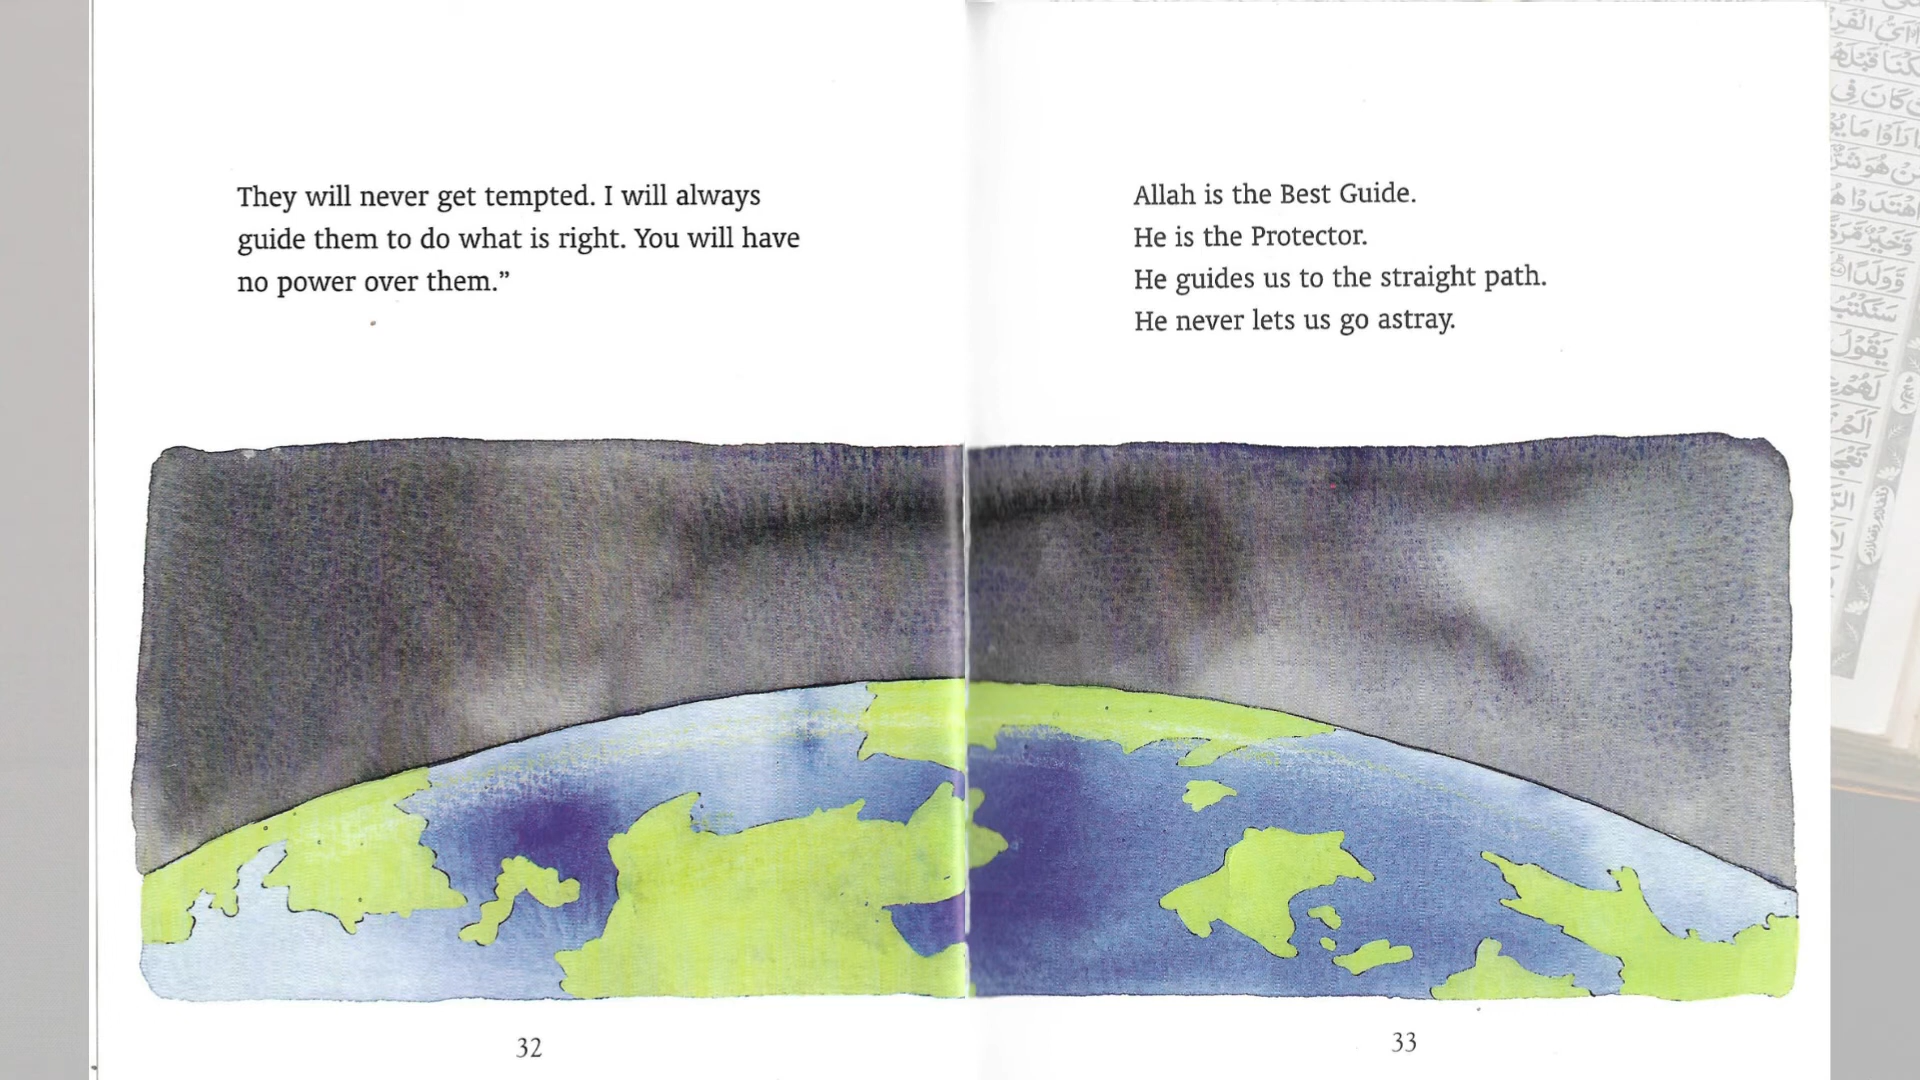 They will never get tempted. I will always
guide them to do what is right. You will have
no power over them.”
32
Allah is the Best Guide.
He is the Protector.
He guides us to the straight path.
He never lets us go astray.
33